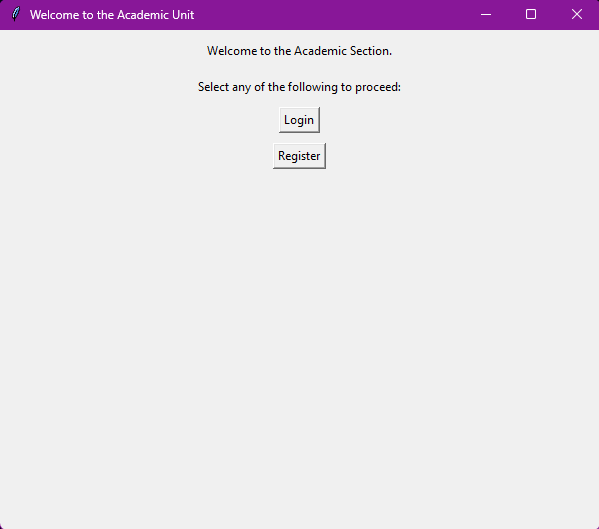 Welcome to the Academic Unit
Welcome to the Academic Section.
Select any of the following to proceed:
Login
Register